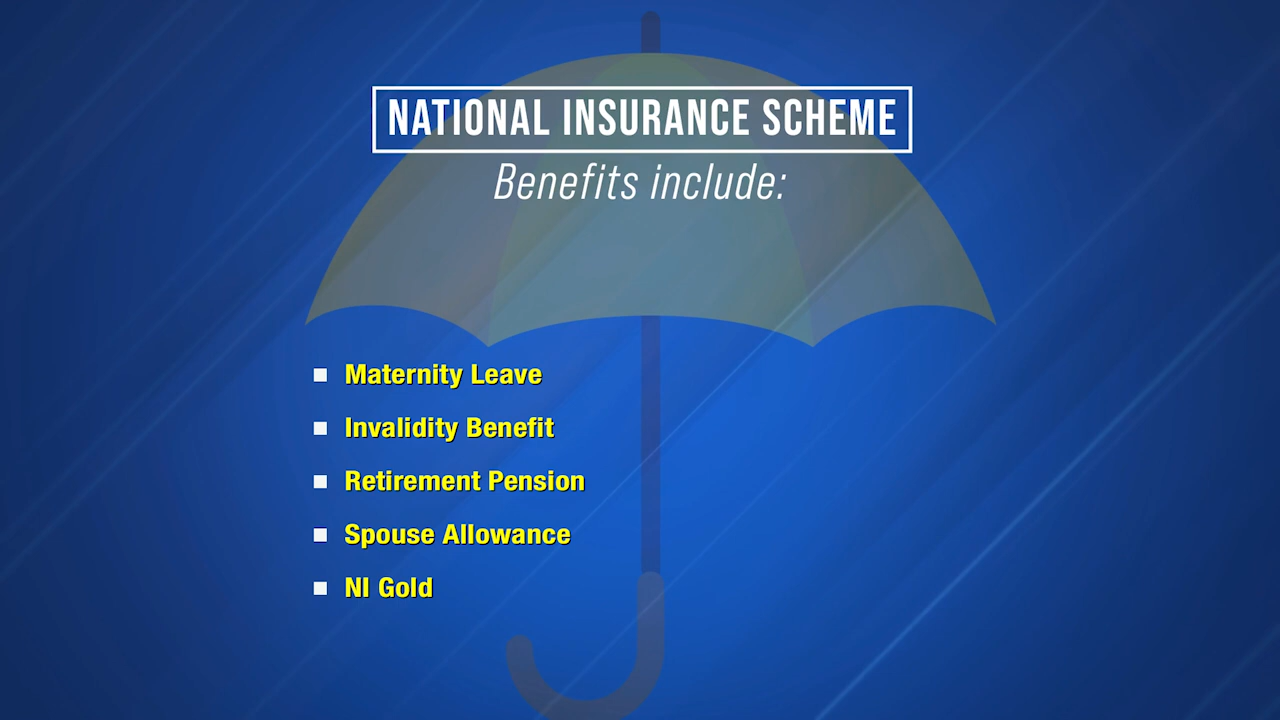 NATIONAL INSURANCE SCHEME
Benefits include:
Maternity Leave
Invalidity Benefit
Retirement Pension
Spouse Allowance
NI Gold